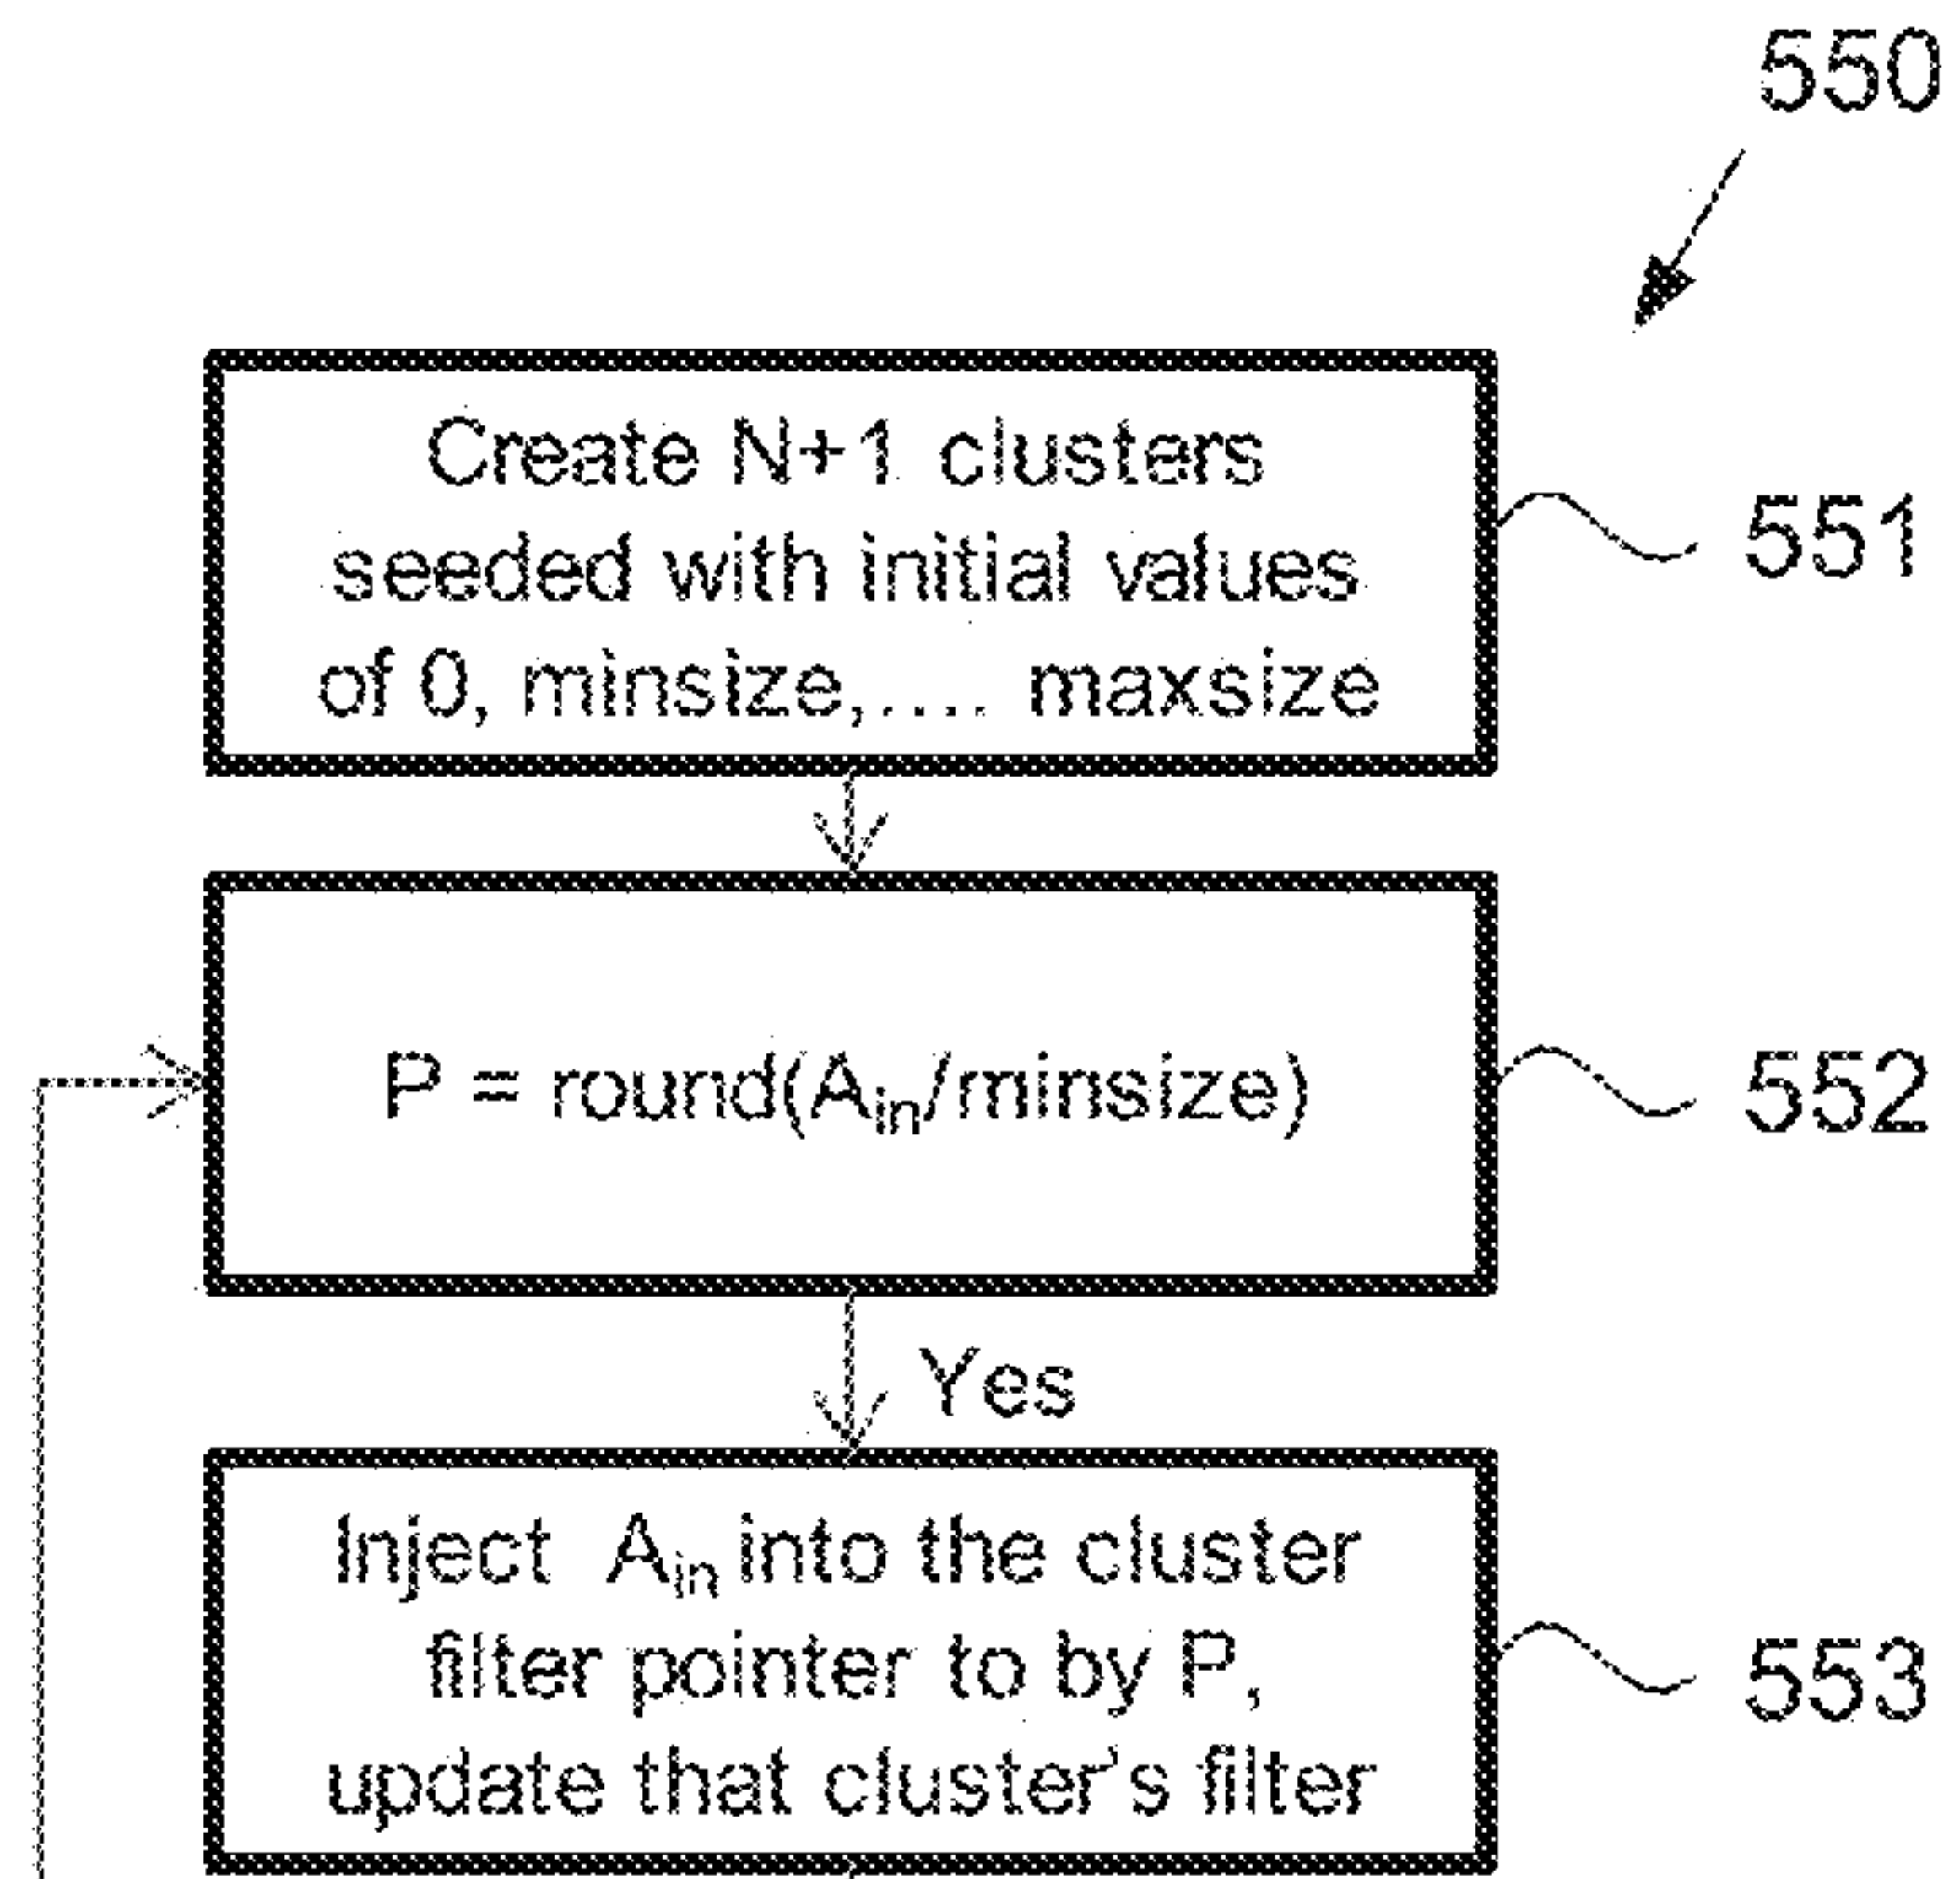 550
Create N+1 clusters
seeded with initial values
of 0, minsize,.... maxsize
551
P = round(Ain/minsize)
552
Yes
Inject Ain into the cluster
filter pointer to by P,
update that cluster's filter
553